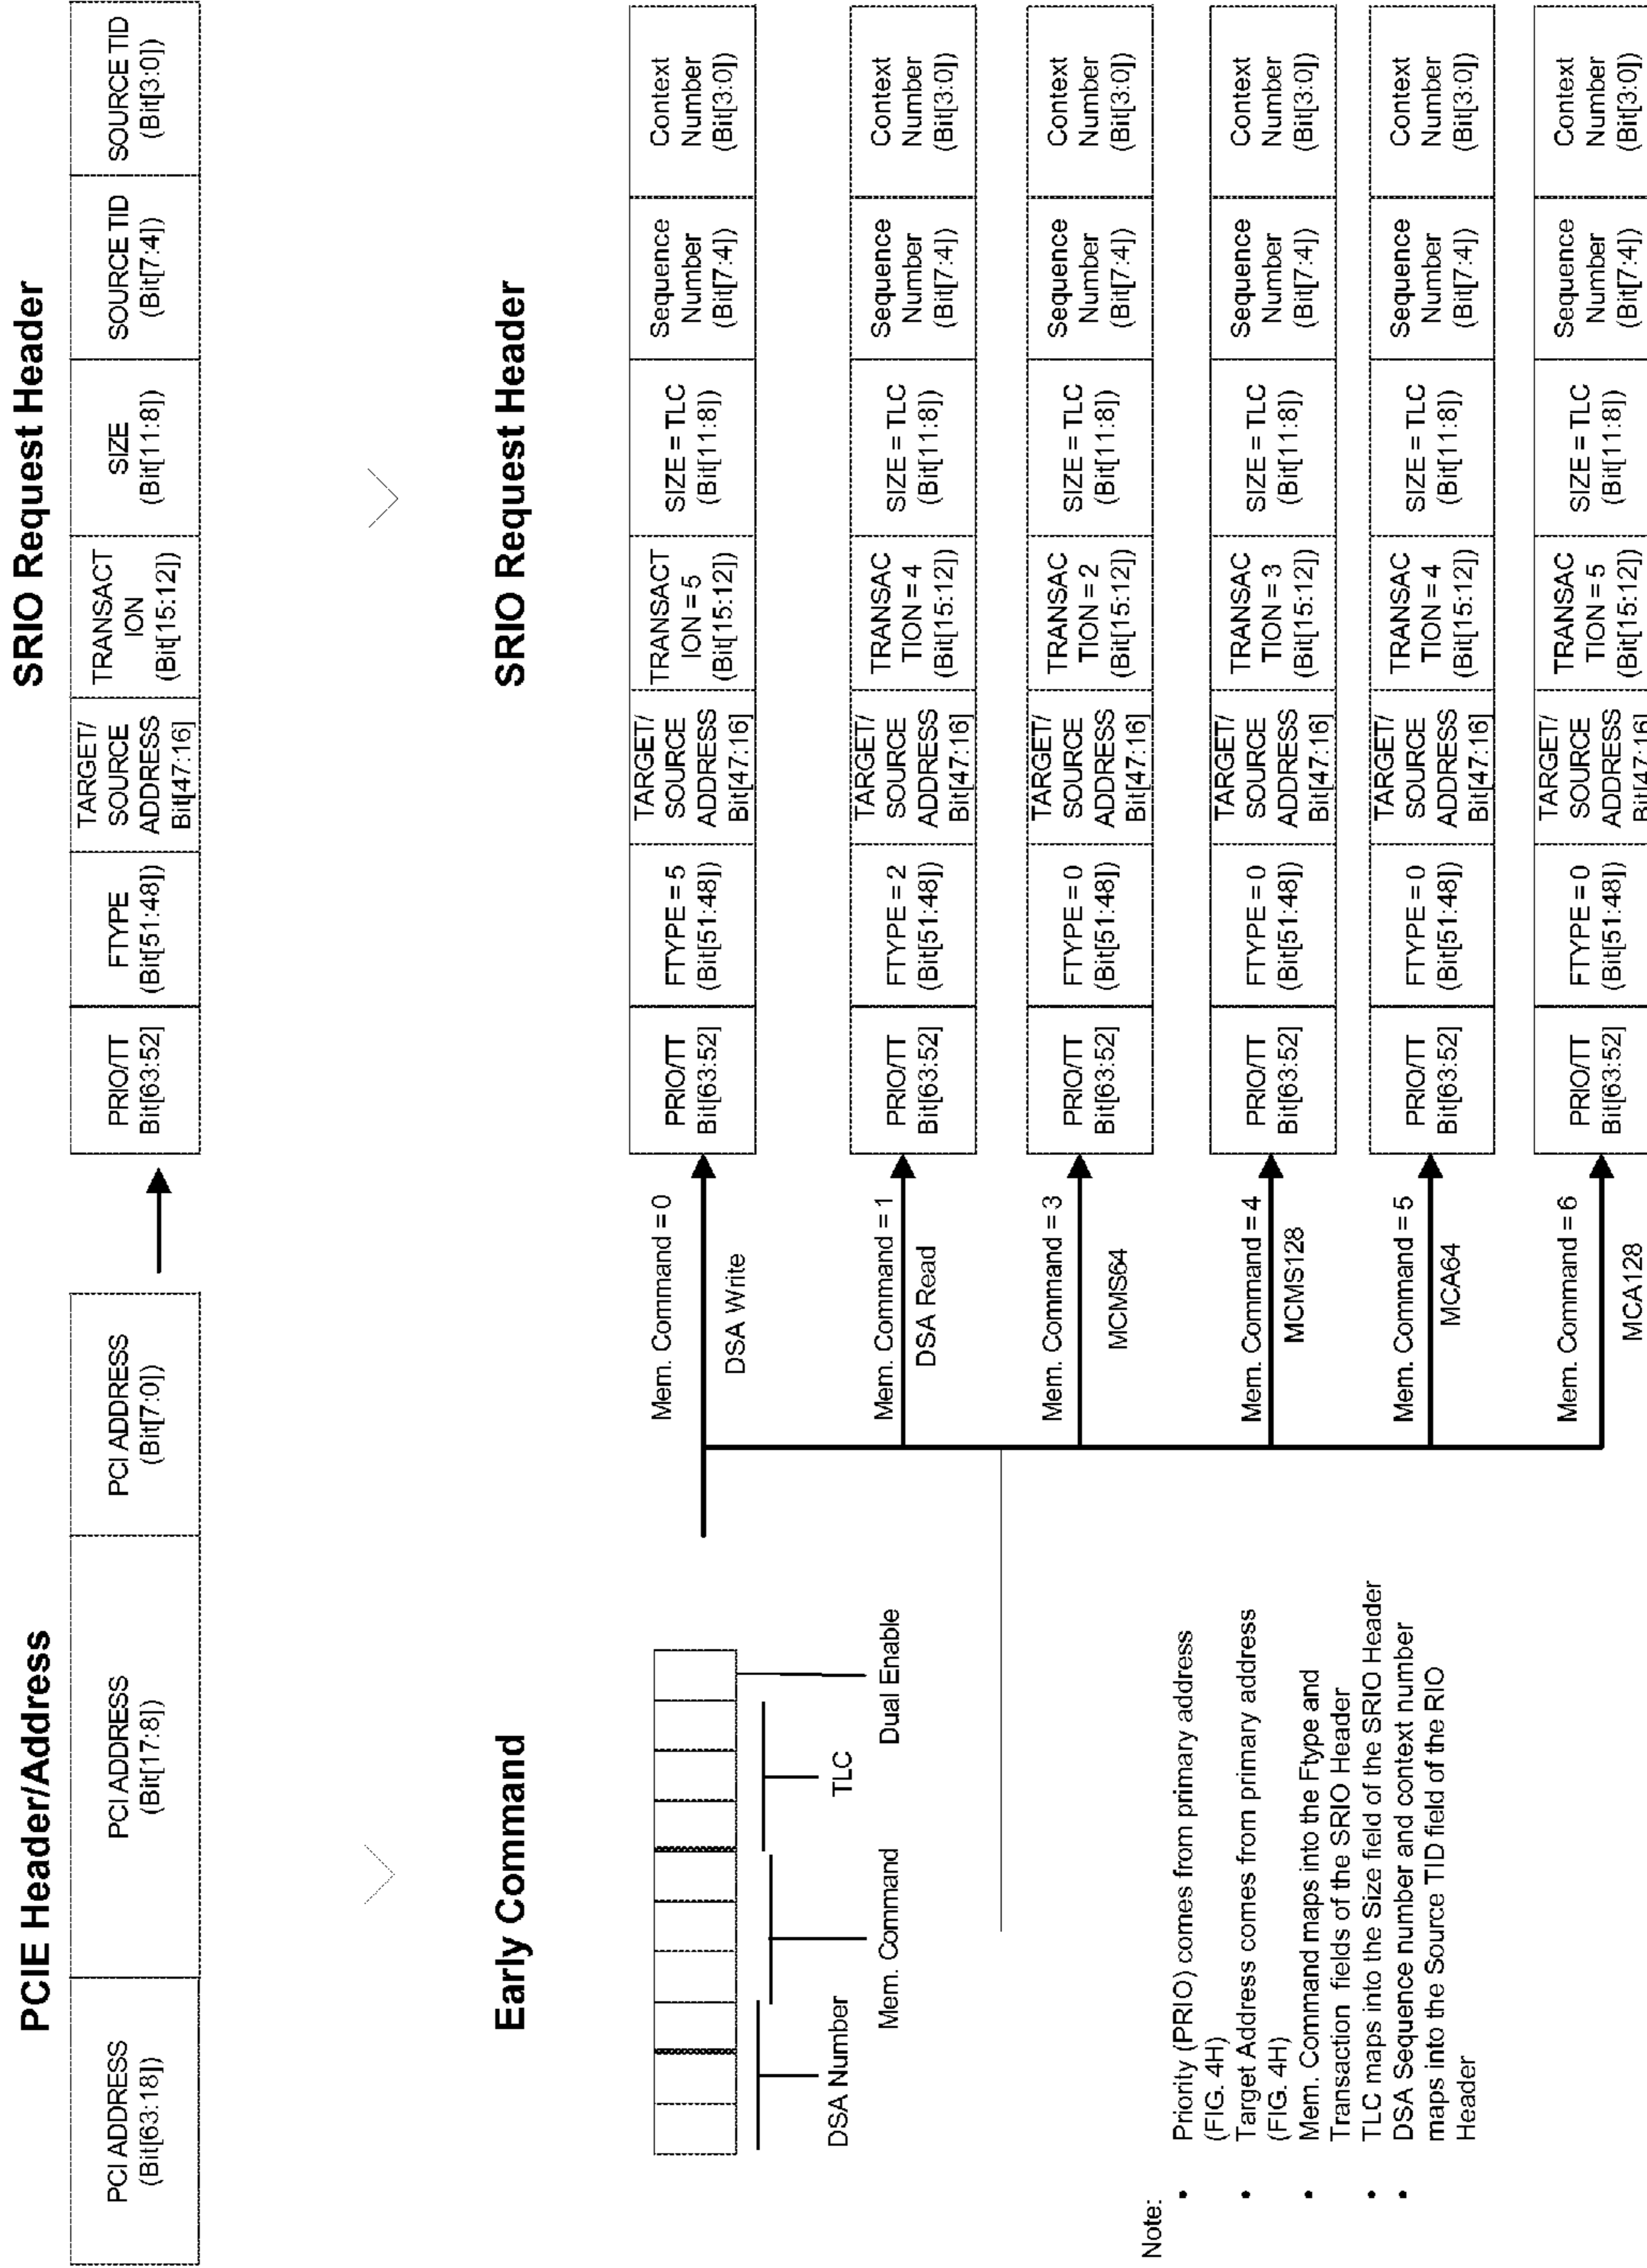 PCIE Header/Address
SRIO Request Header
PCI ADDRESS
(Bit[63:18])
PCI ADDRESS
(Bit[17:8])
PCI ADDRESS
(Bit[7:0])
PRIO/TT
Bit[63:52]
FTYPE
(Bit[51:48])
TARGET/
SOURCE
ADDRESS
Bit[47:16]
TRANSACT
ION
(Bit[15:12])
SIZE
(Bit[11:8])
SOURCE TID
(Bit[7:4])
SOURCE TID
(Bit[3:0])
Early Command
SRIO Request Header
DSA Number
Mem. Command
TLC
Dual Enable
Mem. Command = 0
DSA Write
PRIO/TT
Bit[63:52]
FTYPE = 5
(Bit[51:48])
TARGET/
SOURCE
ADDRESS
Bit[47:16]
TRANSACT
ION = 5
(Bit[15:12])
SIZE = TLC
(Bit[11:8])
Sequence
Number
(Bit[7:4])
Context
Number
(Bit[3:0])
Mem. Command = 1
DSA Read
PRIO/TT
Bit[63:52]
FTYPE = 2
(Bit[51:48])
TARGET/
SOURCE
ADDRESS
Bit[47:16]
TRANSAC
TION = 4
(Bit[15:12])
SIZE = TLC
(Bit[11:8])
Sequence
Number
(Bit[7:4])
Context
Number
(Bit[3:0])
Mem. Command = 3
MCMS64
PRIO/TT
Bit[63:52]
FTYPE = 0
(Bit[51:48])
TARGET/
SOURCE
ADDRESS
Bit[47:16]
TRANSAC
TION = 2
(Bit[15:12])
SIZE = TLC
(Bit[11:8])
Sequence
Number
(Bit[7:4])
Context
Number
(Bit[3:0])
Mem. Command = 4
MCMS128
PRIO/TT
Bit[63:52]
FTYPE = 0
(Bit[51:48])
TARGET/
SOURCE
ADDRESS
Bit[47:16]
TRANSAC
TION = 3
(Bit[15:12])
SIZE = TLC
(Bit[11:8])
Sequence
Number
(Bit[7:4])
Context
Number
(Bit[3:0])
Mem. Command = 5
MCA64
PRIO/TT
Bit[63:52]
FTYPE = 0
(Bit[51:48])
TARGET/
SOURCE
ADDRESS
Bit[47:16]
TRANSAC
TION = 4
(Bit[15:12])
SIZE = TLC
(Bit[11:8])
Sequence
Number
(Bit[7:4])
Context
Number
(Bit[3:0])
Mem. Command = 6
MCA128
PRIO/TT
Bit[63:52]
FTYPE = 0
(Bit[51:48])
TARGET/
SOURCE
ADDRESS
Bit[47:16]
TRANSAC
TION = 5
(Bit[15:12])
SIZE = TLC
(Bit[11:8])
Sequence
Number
(Bit[7:4])
Context
Number
(Bit[3:0])
Note:
• Priority (PRIO) comes from primary address
(FIG. 4H)
• Target Address comes from primary address
(FIG. 4H)
• Mem. Command maps into the Ftype and
Transaction fields of the SRIO Header
• TLC maps into the Size field of the SRIO Header
• DSA Sequence number and context number
maps into the Source TID field of the RIO
Header